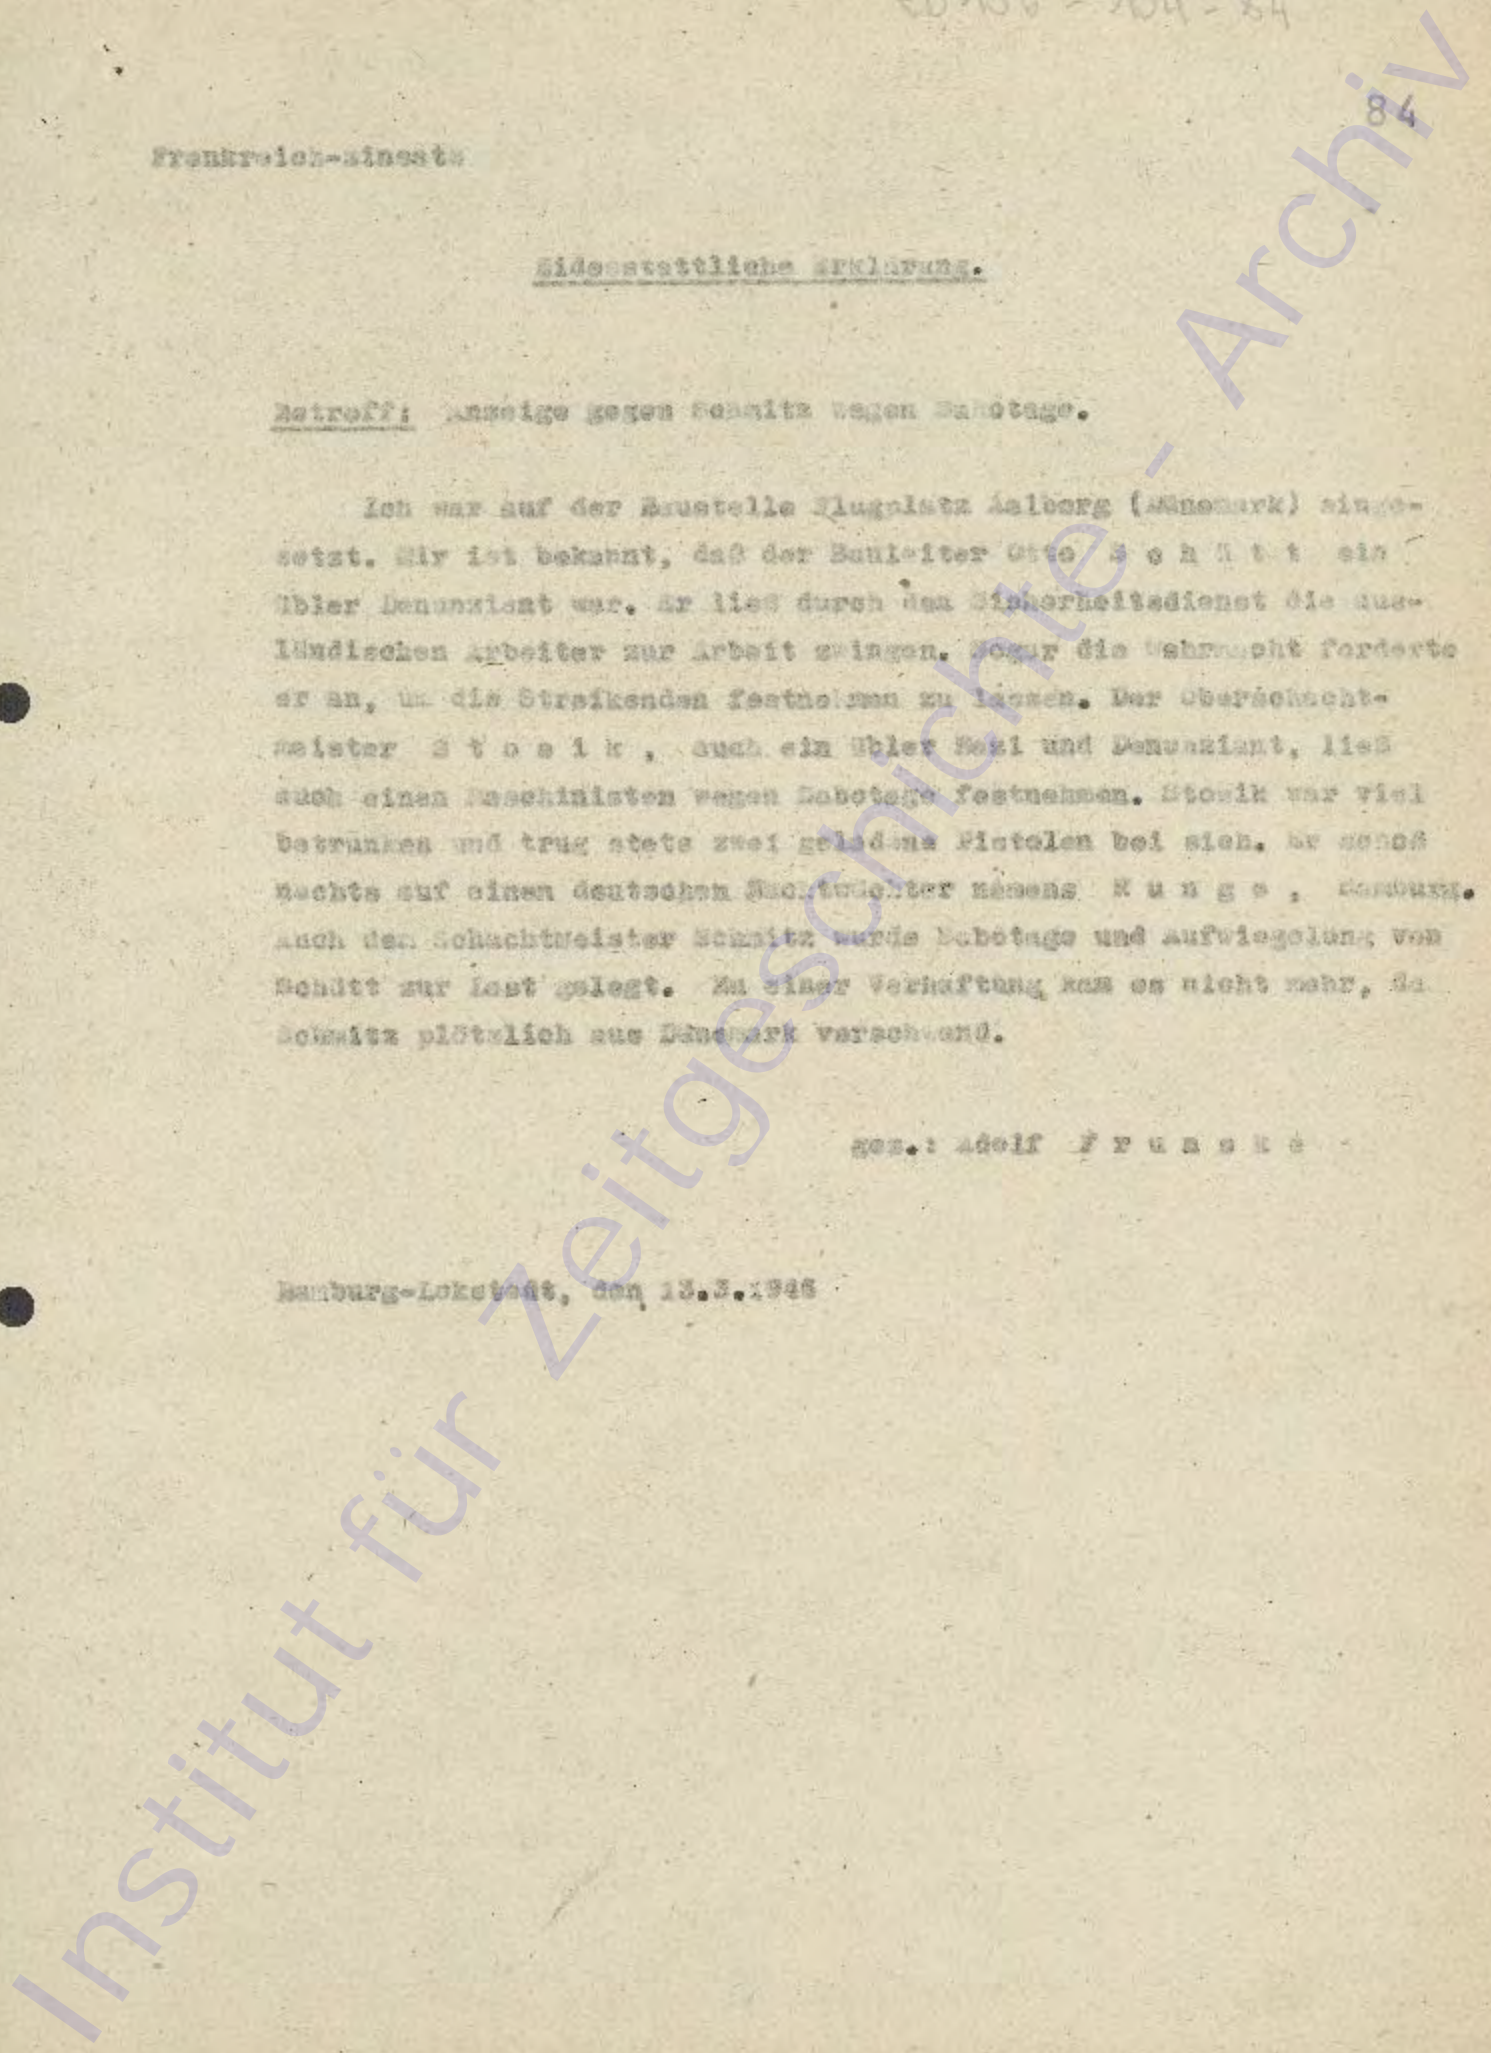 84
Frankreich-Einsatz
Eidesstattliche Erklärung.
Betreff: Anzeige gegen Schmitz wegen Sabotage.
Ich war auf der Baustelle Flugplatz Aalborg (Dänemark) einge-
setzt. Mir ist bekannt, daß der Bauleiter Otto S c h ü t t ein
übler Denunziant war. Er ließ durch den Sicherheitsdienst die aus-
ländischen Arbeiter zur Arbeit zwingen. Sogar die Wehrmacht forderte
er an, um die Streikenden festnehmen zu lassen. Der Oberschacht-
meister , auch ein übler Nazi und Denunziant, ließ
auch einen Maschinisten wegen Sabotage festnehmen. war viel
betrunken und trug stets zwei geladene Pistolen bei sich. Er schoß
nachts auf einen deutschen Nachtwächter namens R u n g e , Hamburg.
Auch dem Schachtmeister Schmitz wurde Sabotage und Aufwiegelung von
Schütt zur Last gelegt. Zu einer Verhaftung kam es nicht mehr, da
Schmitz plötzlich aus Dänemark verschwand.
gez.: Adolf
Hamburg-Lokstedt, den 13.3.1946
Institut für Zeitgeschichte - Archiv